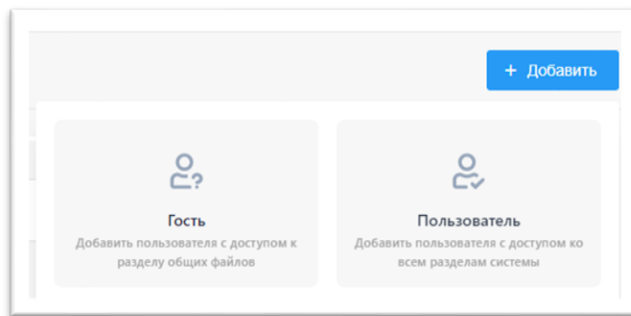 + Добавить
Гость
Добавить пользователя с доступом к
разделу общих файлов
Пользователь
Добавить пользователя с доступом ко
всем разделам системы